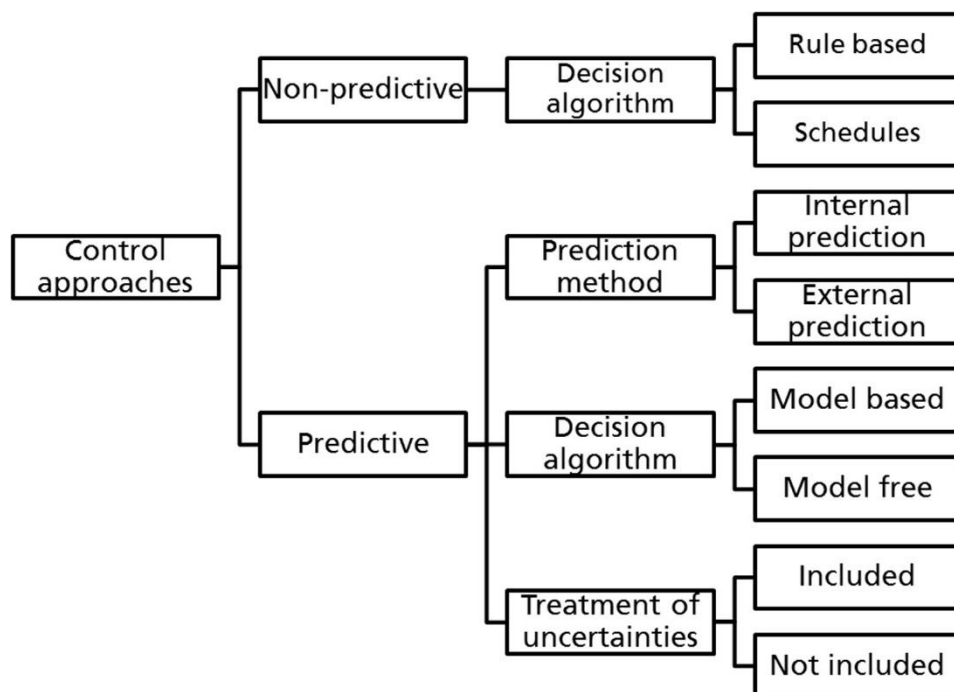 Control
approaches
Non-predictive
Decision
algorithm
Rule based
Schedules
Predictive
Prediction
method
Internal
prediction
External
prediction
Decision
algorithm
Model based
Model free
Treatment of
uncertainties
Included
Not included